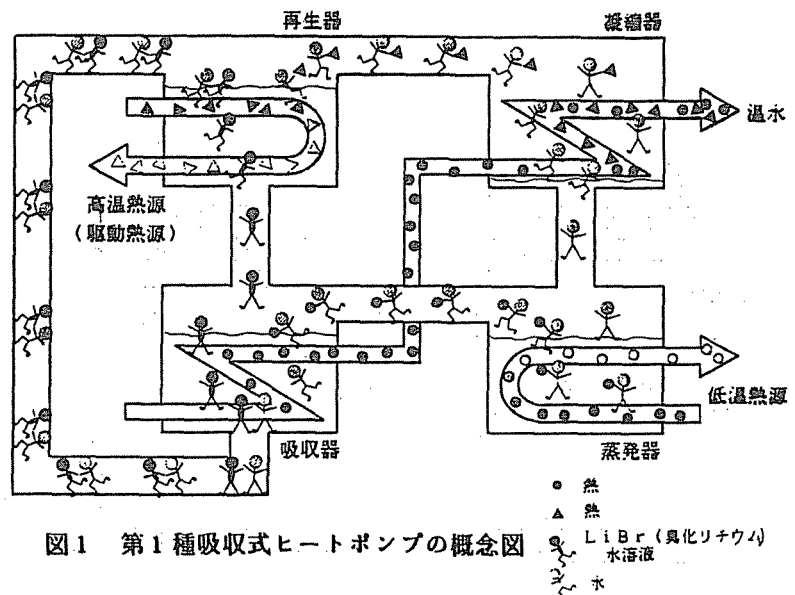 再生器
凝縮器
温水
高温熱源
（駆動熱源）
低温熱源
吸収器
蒸発器
熱
熱
LiBr（臭化リチウム）
水溶液
水
図1 第1種吸収式ヒートポンプの概念図